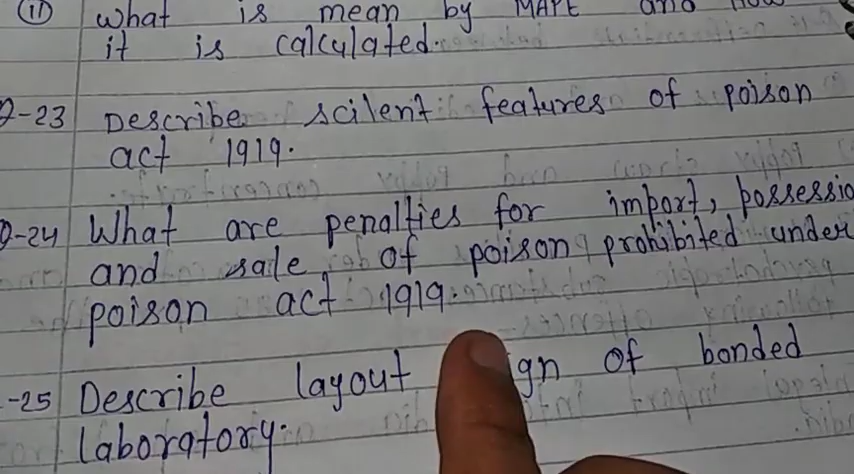 (11) what is mean by MAPE and how
it is calculated.
Q-23 Describe scilent features of poison
act 1919.
Q-24 What are penalties for import, possessio
and sale of poison prohibited under
poison act 1919.
-25 Describe layout gn of bonded
laboratory.